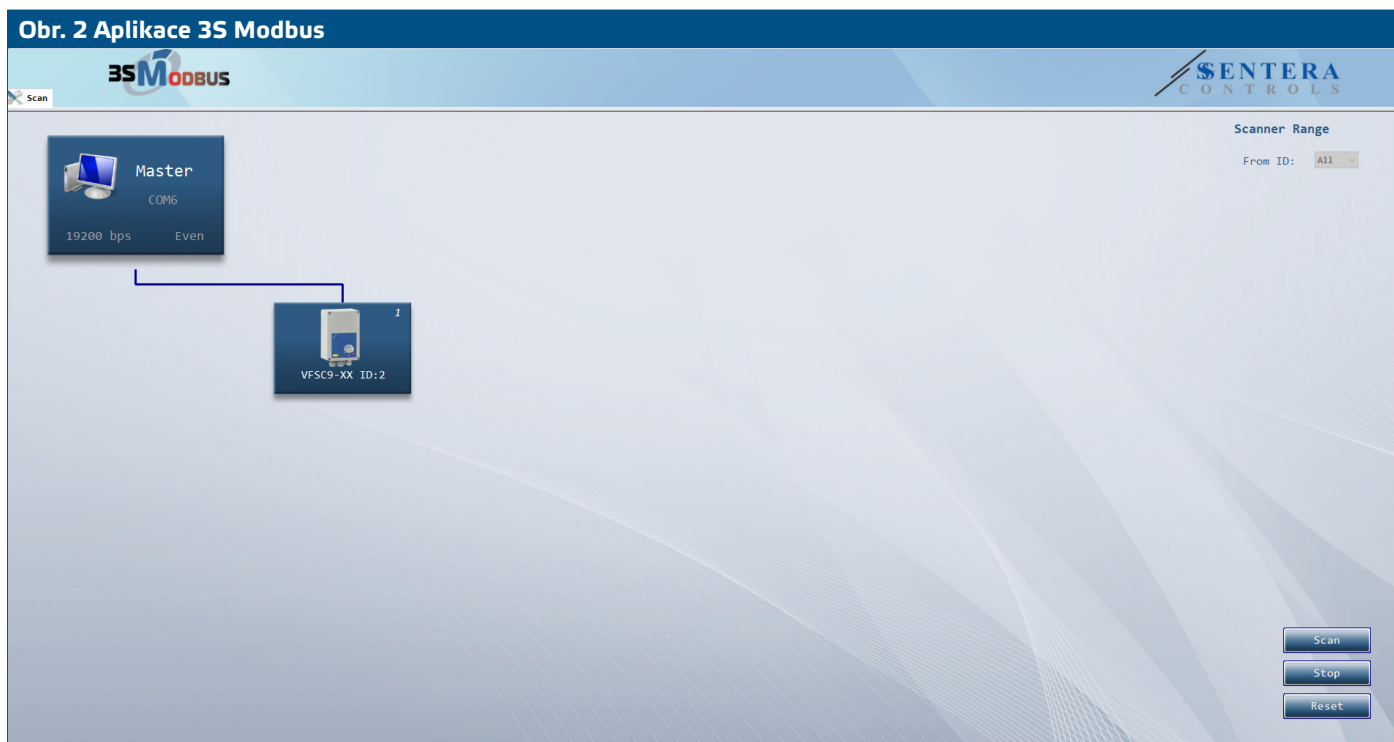 Obr. 2 Aplikace 3S Modbus
3SMODBUS
SENTERA
CONTROLS
Scan
Scanner Range
From ID: All
Master
COM6
19200 bps Even
1
VFSC9-XX ID:2
Scan
Stop
Reset